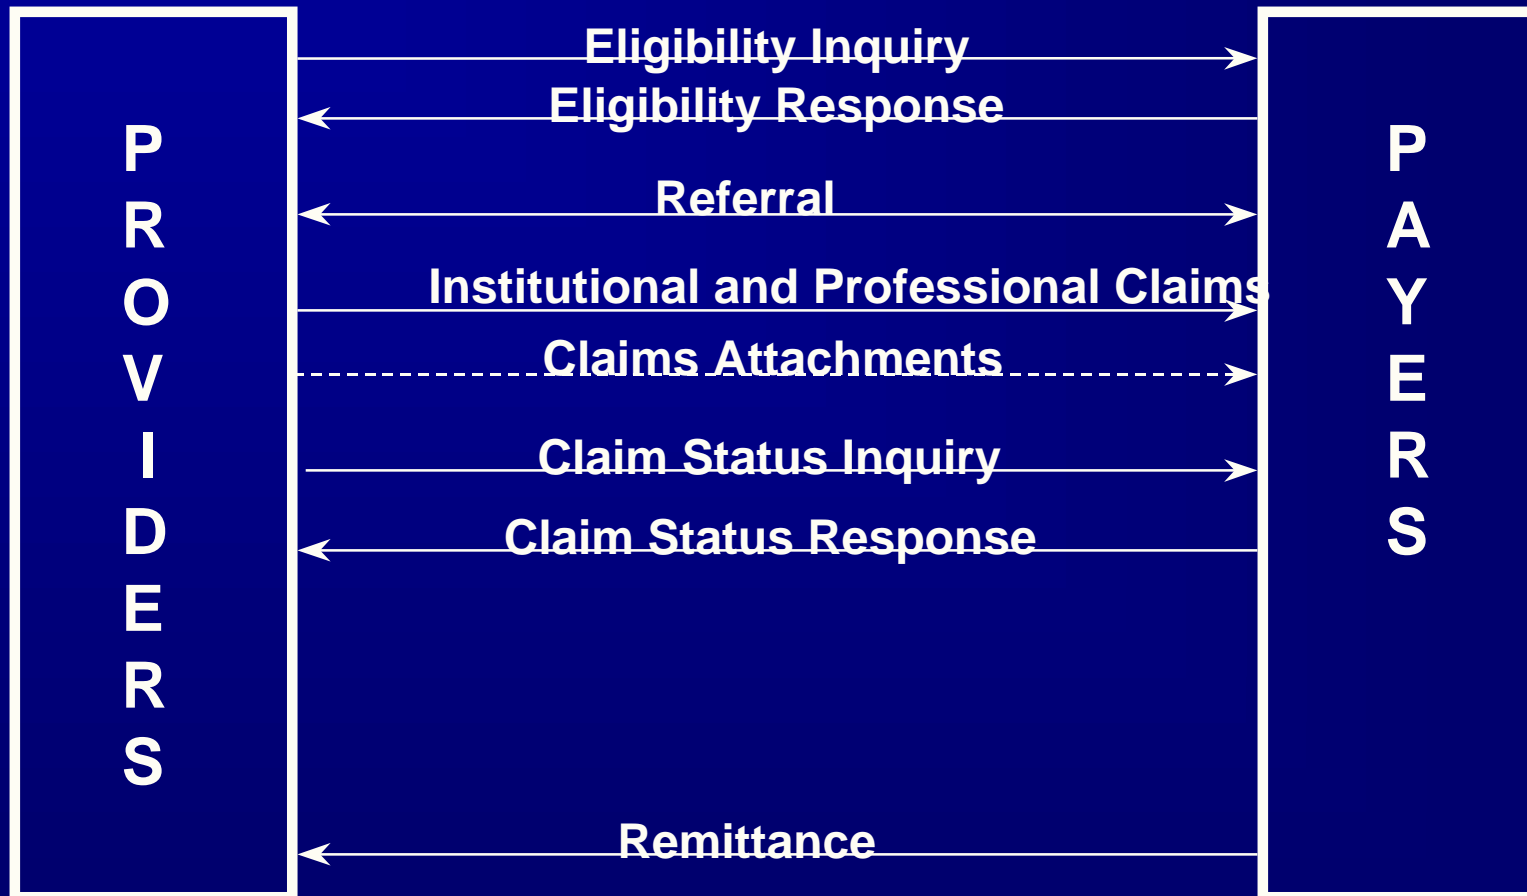 PROVIDERS
Eligibility Inquiry
Eligibility Response
Referral
Institutional and Professional Claims
Claims Attachments
Claim Status Inquiry
Claim Status Response
Remittance
PAYERS